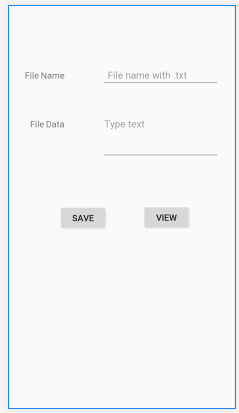 File Name File name with .txt
File Data Type text
SAVE VIEW